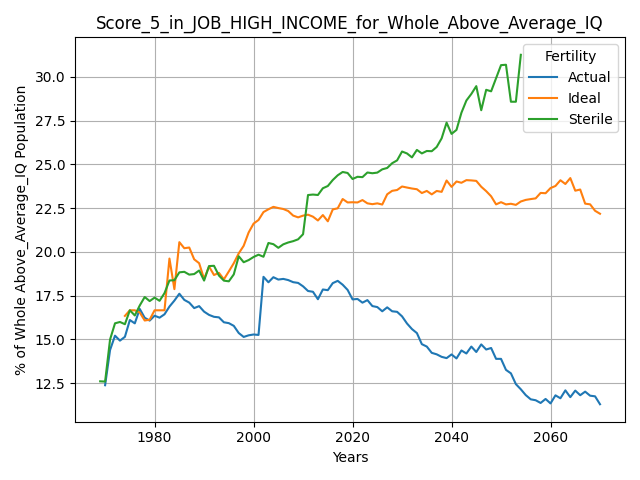 Score_5_in_JOB_HIGH_INCOME_for_Whole_Above_Average_IQ
% of Whole Above_Average_IQ Population
30.0
27.5
25.0
22.5
20.0
17.5
15.0
12.5
Fertility
Actual
Ideal
Sterile
1980
2000
2020
2040
2060
Years